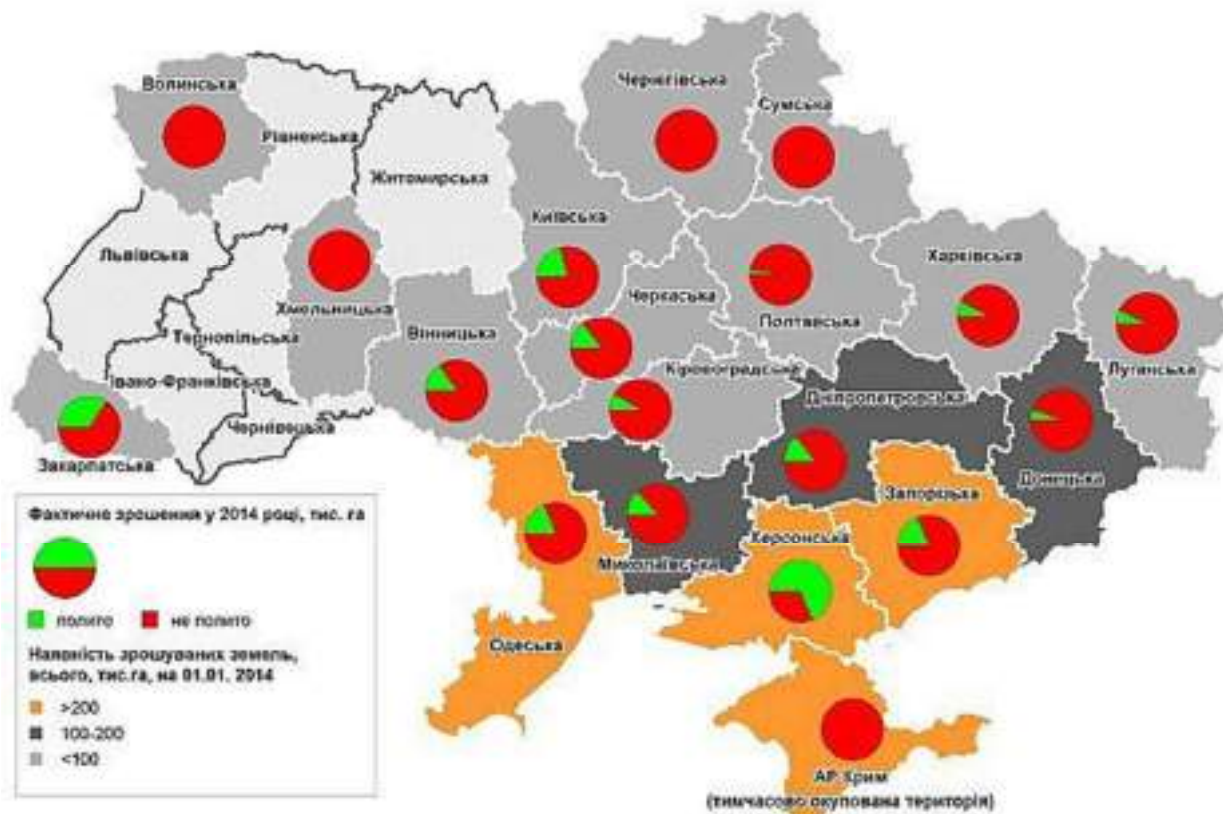 Волинська
Рівненська
Житомирська
Чернігівська
Сумська
Київська
Львівська
Хмельницька
Тернопільська
Вінницька
Черкаська
Полтавська
Харківська
Луганська
Івано-Франківська
Кіровоградська
Дніпропетровська
Чернівецька
Закарпатська
Донецька
Запорізька
Херсонська
Миколаївська
Одеська
АР Крим
(тимчасово окупована територія)
Фактичне зрошення у 2014 році, тис. га
полито не полито
Наявність зрошуваних земель,
всього, тис.га, на 01.01. 2014
>200
100-200
<100